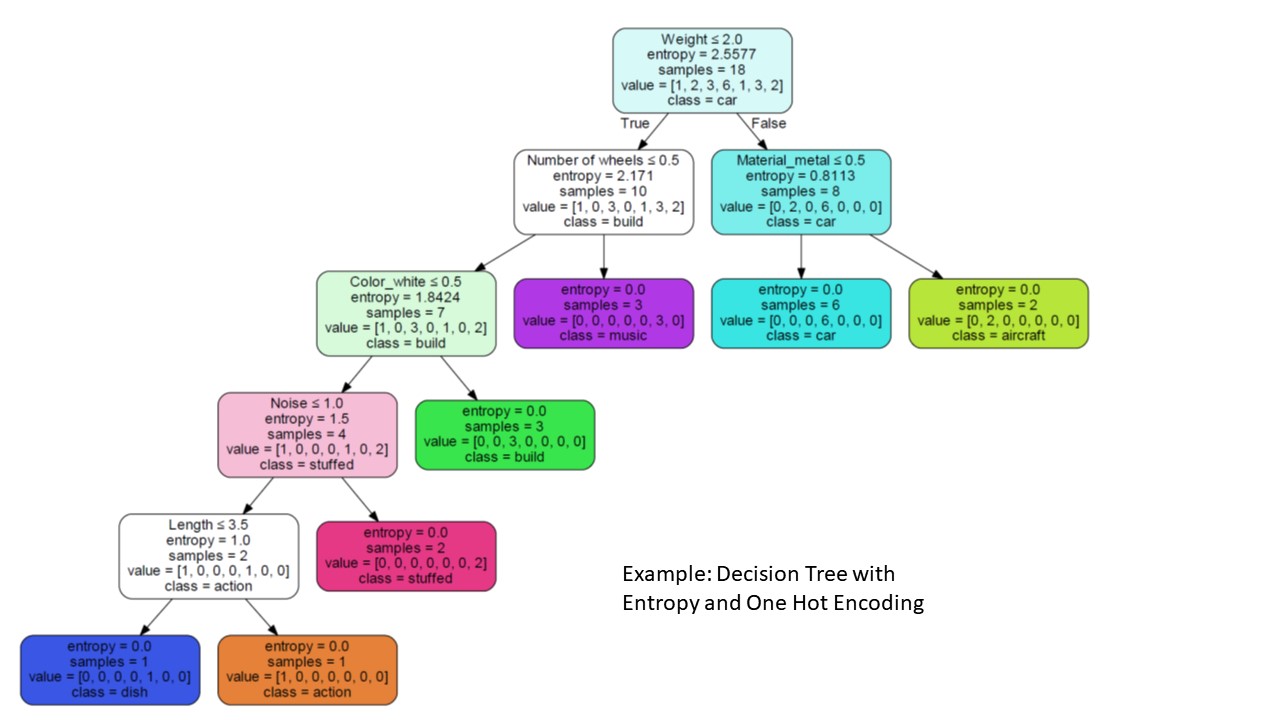 Weight ≤ 2.0
entropy = 2.5577
samples = 18
value = [1, 2, 3, 6, 1, 3, 2]
class = car
True
False
Number of wheels ≤ 0.5
entropy = 2.171
samples = 10
value = [1, 0, 3, 0, 1, 3, 2]
class = build
Material_metal ≤ 0.5
entropy = 0.8113
samples = 8
value = [0, 2, 0, 6, 0, 0, 0]
class = car
Color_white ≤ 0.5
entropy = 1.8424
samples = 7
value = [1, 0, 3, 0, 1, 0, 2]
class = build
entropy = 0.0
samples = 3
value = [0, 0, 0, 0, 0, 3, 0]
class = music
entropy = 0.0
samples = 6
value = [0, 0, 0, 6, 0, 0, 0]
class = car
entropy = 0.0
samples = 2
value = [0, 2, 0, 0, 0, 0, 0]
class = aircraft
Noise ≤ 1.0
entropy = 1.5
samples = 4
value = [1, 0, 0, 0, 1, 0, 2]
class = stuffed
entropy = 0.0
samples = 3
value = [0, 0, 3, 0, 0, 0, 0]
class = build
Length ≤ 3.5
entropy = 1.0
samples = 2
value = [1, 0, 0, 0, 1, 0, 0]
class = action
entropy = 0.0
samples = 2
value = [0, 0, 0, 0, 0, 0, 2]
class = stuffed
Example: Decision Tree with
Entropy and One Hot Encoding
entropy = 0.0
samples = 1
value = [0, 0, 0, 0, 1, 0, 0]
class = dish
entropy = 0.0
samples = 1
value = [1, 0, 0, 0, 0, 0, 0]
class = action